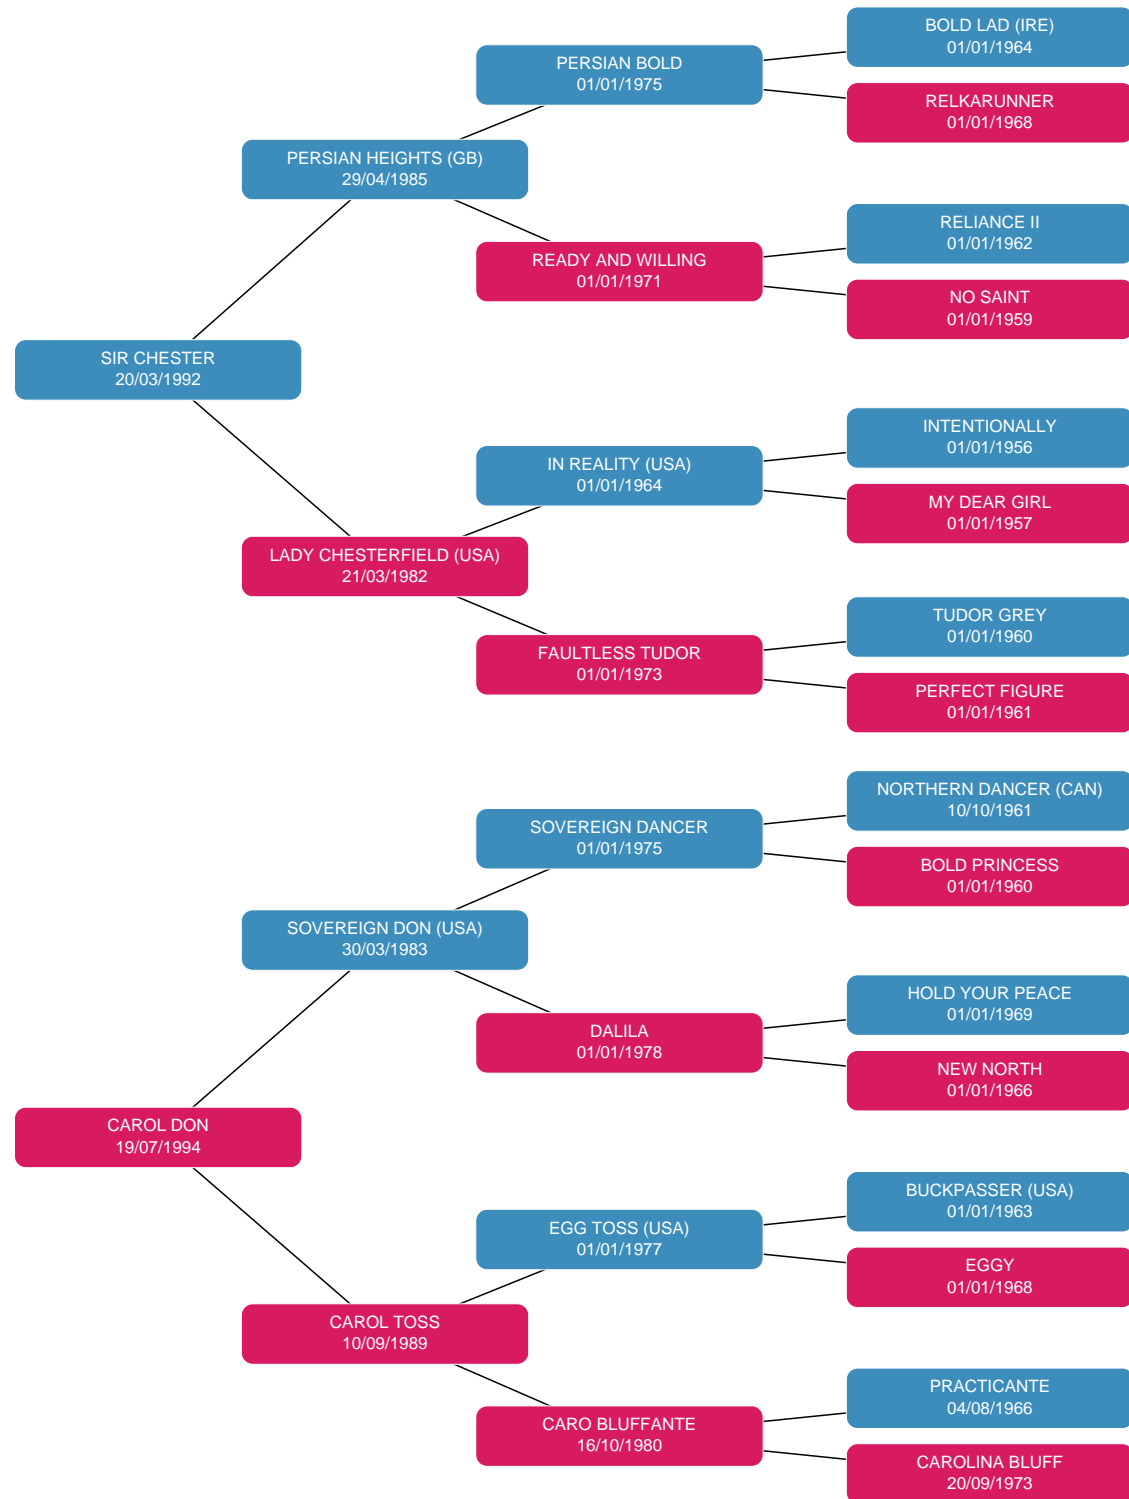 BOLD LAD (IRE)
01/01/1964
PERSIAN BOLD
01/01/1975
RELKARUNNER
01/01/1968
PERSIAN HEIGHTS (GB)
29/04/1985
RELIANCE II
01/01/1962
READY AND WILLING
01/01/1971
NO SAINT
01/01/1959
SIR CHESTER
20/03/1992
INTENTIONALLY
01/01/1956
IN REALITY (USA)
01/01/1964
MY DEAR GIRL
01/01/1957
LADY CHESTERFIELD (USA)
21/03/1982
TUDOR GREY
01/01/1960
FAULTLESS TUDOR
01/01/1973
PERFECT FIGURE
01/01/1961
NORTHERN DANCER (CAN)
10/10/1961
SOVEREIGN DANCER
01/01/1975
BOLD PRINCESS
01/01/1960
SOVEREIGN DON (USA)
30/03/1983
HOLD YOUR PEACE
01/01/1969
DALILA
01/01/1978
NEW NORTH
01/01/1966
CAROL DON
19/07/1994
BUCKPASSER (USA)
01/01/1963
EGG TOSS (USA)
01/01/1977
EGGY
01/01/1968
CAROL TOSS
10/09/1989
PRACTICANTE
04/08/1966
CARO BLUFFANTE
16/10/1980
CAROLINA BLUFF
20/09/1973